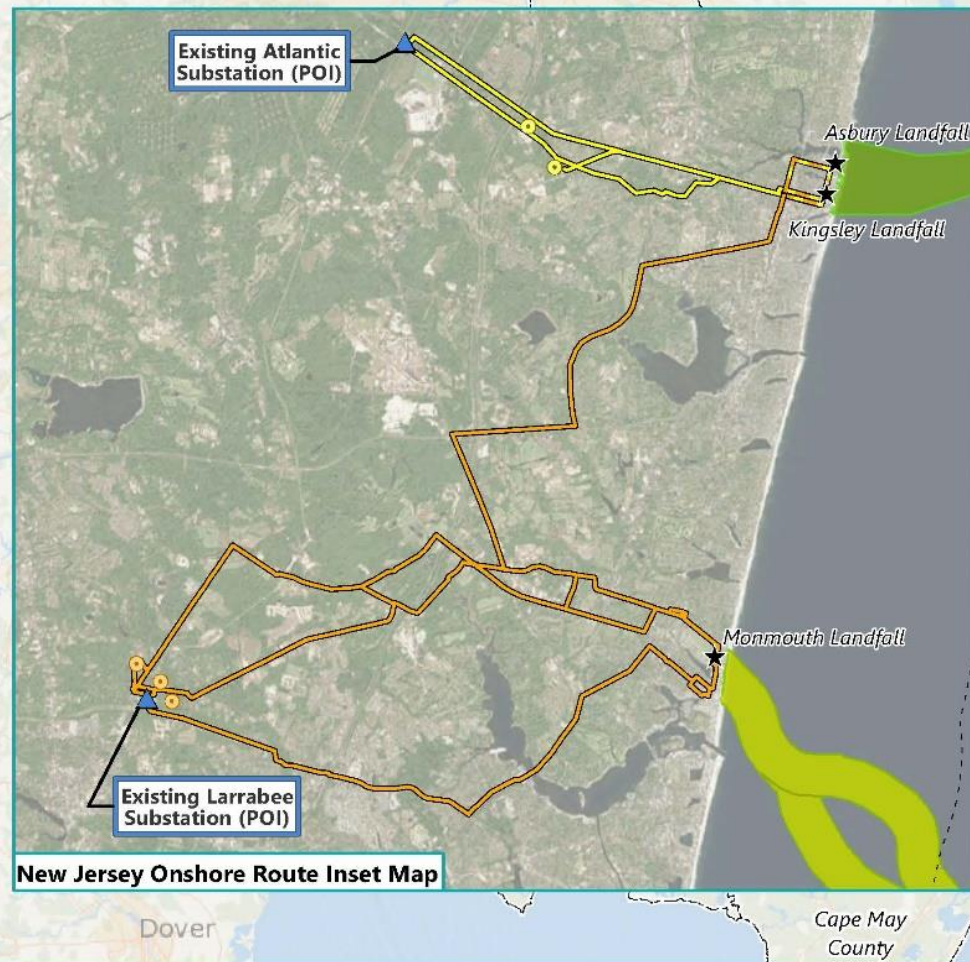 Existing Atlantic
Substation (POI)
Asbury Landfall
Kingsley Landfall
Monmouth Landfall
Existing Larrabee
Substation (POI)
New Jersey Onshore Route Inset Map
Dover
Cape May
County